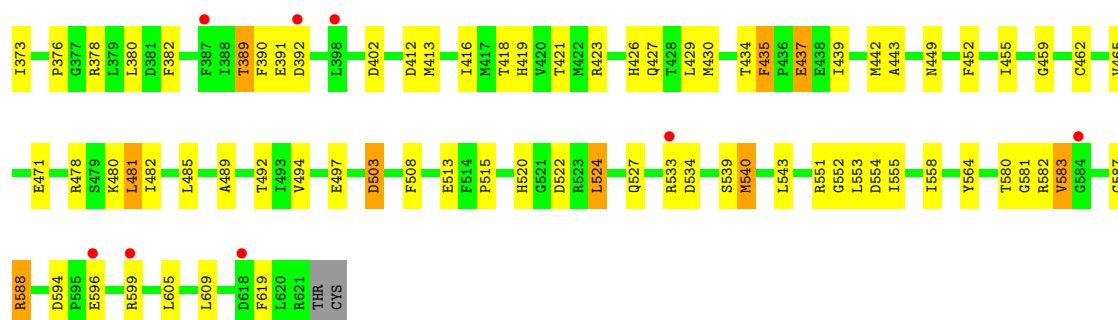 I373 P376 G377 R378 L379 L380 D381 F382 F387 I388 T389 F390 E391 D392 L398 D402 D412 M413 I416 M417 T418 H419 V420 T421 M422 R423 H426 Q427 T428 L429 M430 T434 F435 P436 E437 E438 I439 M442 A443 N449 F452 I455 G459 C462 V465
E471 R478 S479 K480 L481 I482 L485 A489 T492 I493 V494 E497 D503 F508 E513 F514 P515 H520 G521 D522 R523 L524 Q527 R533 D534 S539 M540 L543 R551 G552 L553 D554 I555 I558 Y564 T580 G581 R582 V583 G584 G587
R588 D594 P595 E596 R599 L605 L609 D618 F619 L620 R621 THR CYS